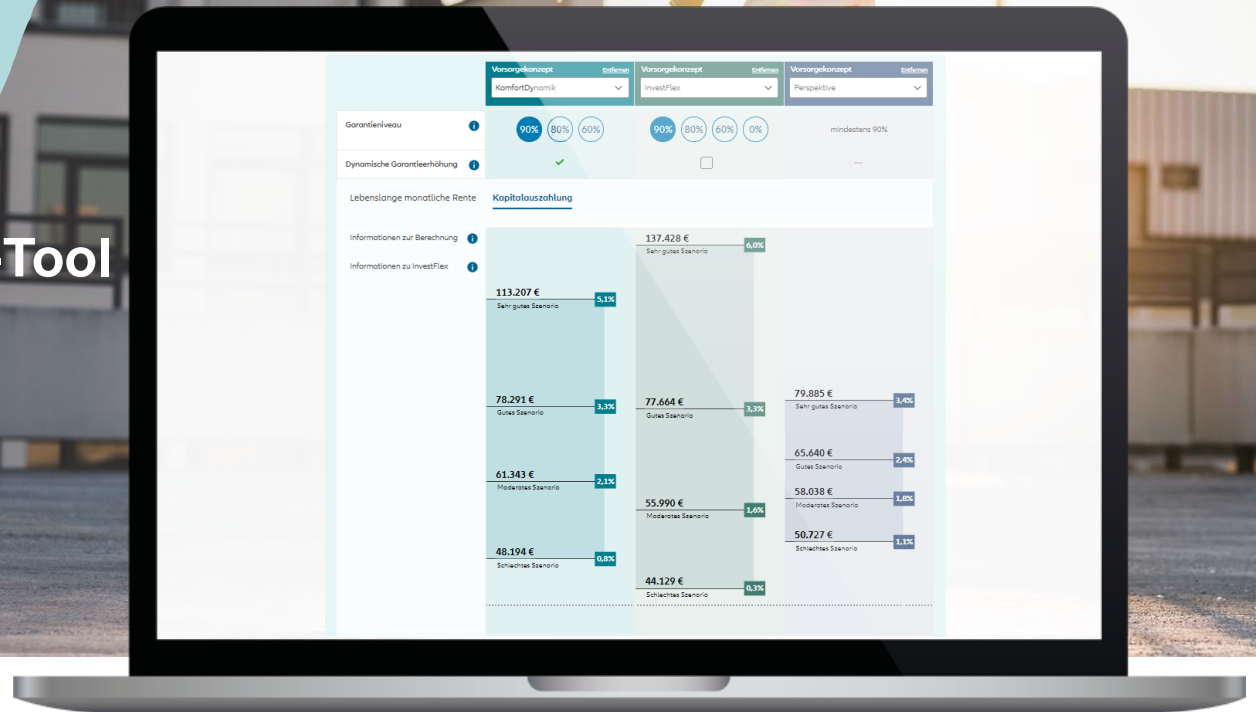 -Tool
Vorsorgekonzept Entfernen Vorsorgekonzept Entfernen Vorsorgekonzept Entfernen
KomfortDynamik InvestFlex Perspektive
Garantieniveau i 90% 80% 60% 90% 80% 60% 0% mindestens 90%
Dynamische Garantieerhöhung i —
Lebenslange monatliche Rente Kapitalauszahlung
Informationen zur Berechnung i
Informationen zu InvestFlex i
113.207 € 5,1%
Sehr gutes Szenario
78.291 € 3,3%
Gutes Szenario
61.343 € 2,1%
Moderates Szenario
48.194 € 0,8%
Schlechtes Szenario
137.428 € 6,0%
Sehr gutes Szenario
77.664 € 3,3%
Gutes Szenario
55.990 € 1,6%
Moderates Szenario
44.129 € 0,3%
Schlechtes Szenario
79.885 € 3,4%
Sehr gutes Szenario
65.640 € 2,4%
Gutes Szenario
58.038 € 1,8%
Moderates Szenario
50.727 € 1,1%
Schlechtes Szenario